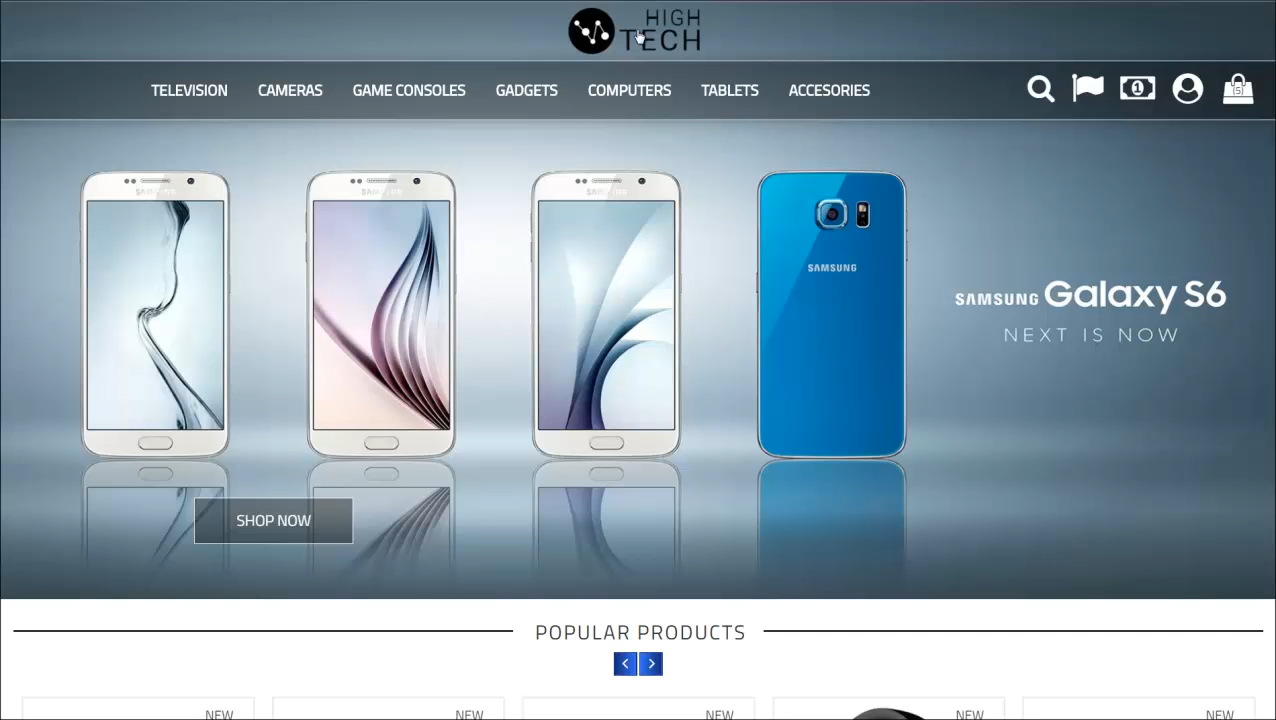 HIGH
TECH
TELEVISION CAMERAS GAME CONSOLES GADGETS COMPUTERS TABLETS ACCESORIES
SAMSUNG
SAMSUNG Galaxy S6
NEXT IS NOW
SHOP NOW
POPULAR PRODUCTS
NEW NEW NEW NEW NEW